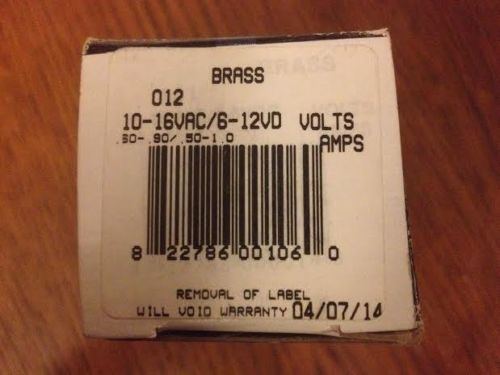 BRASS
012
10-16VAC/6-12VD VOLTS
.60-.90/.50-1.0 AMPS
8 22786 00106 0
REMOVAL OF LABEL
WILL VOID WARRANTY 04/07/14